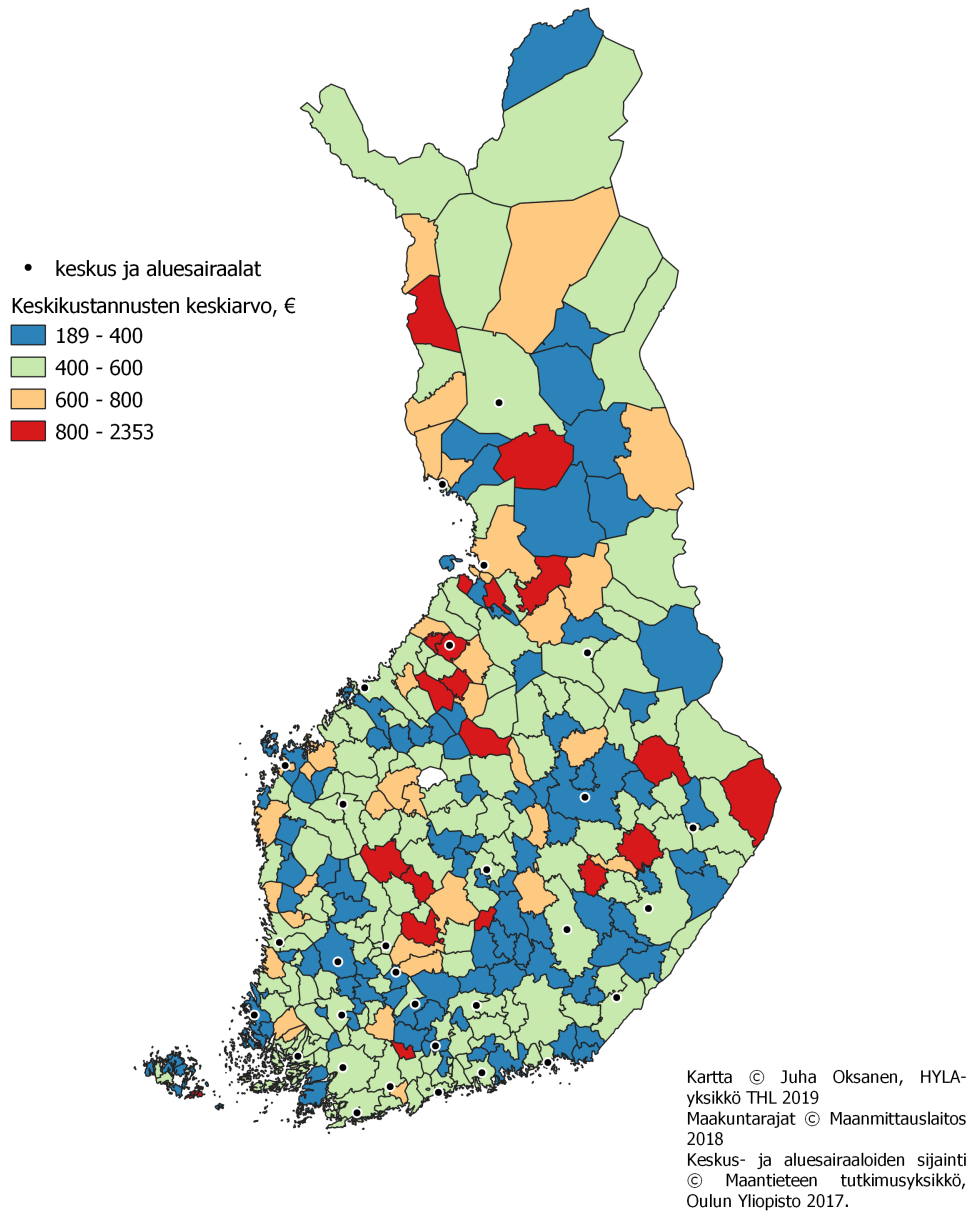 keskus ja aluesairaalat
Keskikustannusten keskiarvo, €
189 - 400
400 - 600
600 - 800
800 - 2353
Kartta © Juha Oksanen, HYLA-
yksikkö THL 2019
Maakuntarajat © Maanmittauslaitos
2018
Keskus- ja aluesairaaloiden sijainti
© Maantieteen tutkimusyksikkö,
Oulun Yliopisto 2017.